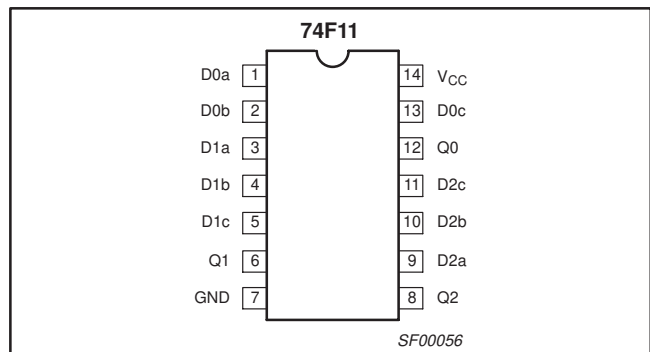 74F11
D0a 1 14 VCC
D0b 2 13 D0c
D1a 3 12 Q0
D1b 4 11 D2c
D1c 5 10 D2b
Q1 6 9 D2a
GND 7 8 Q2
SF00056